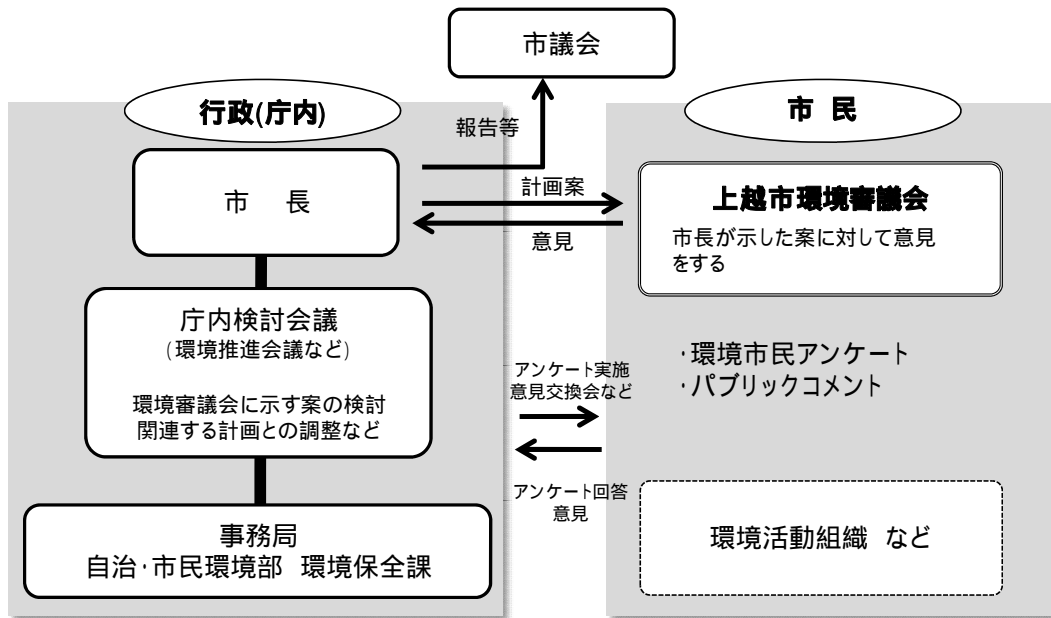 市議会
行政(庁内)
市 民
報告等
市 長
計画案
意見
上越市環境審議会
市長が示した案に対して意見
をする
庁内検討会議
(環境推進会議など)
環境審議会に示す案の検討
関連する計画との調整など
アンケート実施
意見交換会など
・環境市民アンケート
・パブリックコメント
アンケート回答
意見
事務局
自治・市民環境部 環境保全課
環境活動組織 など